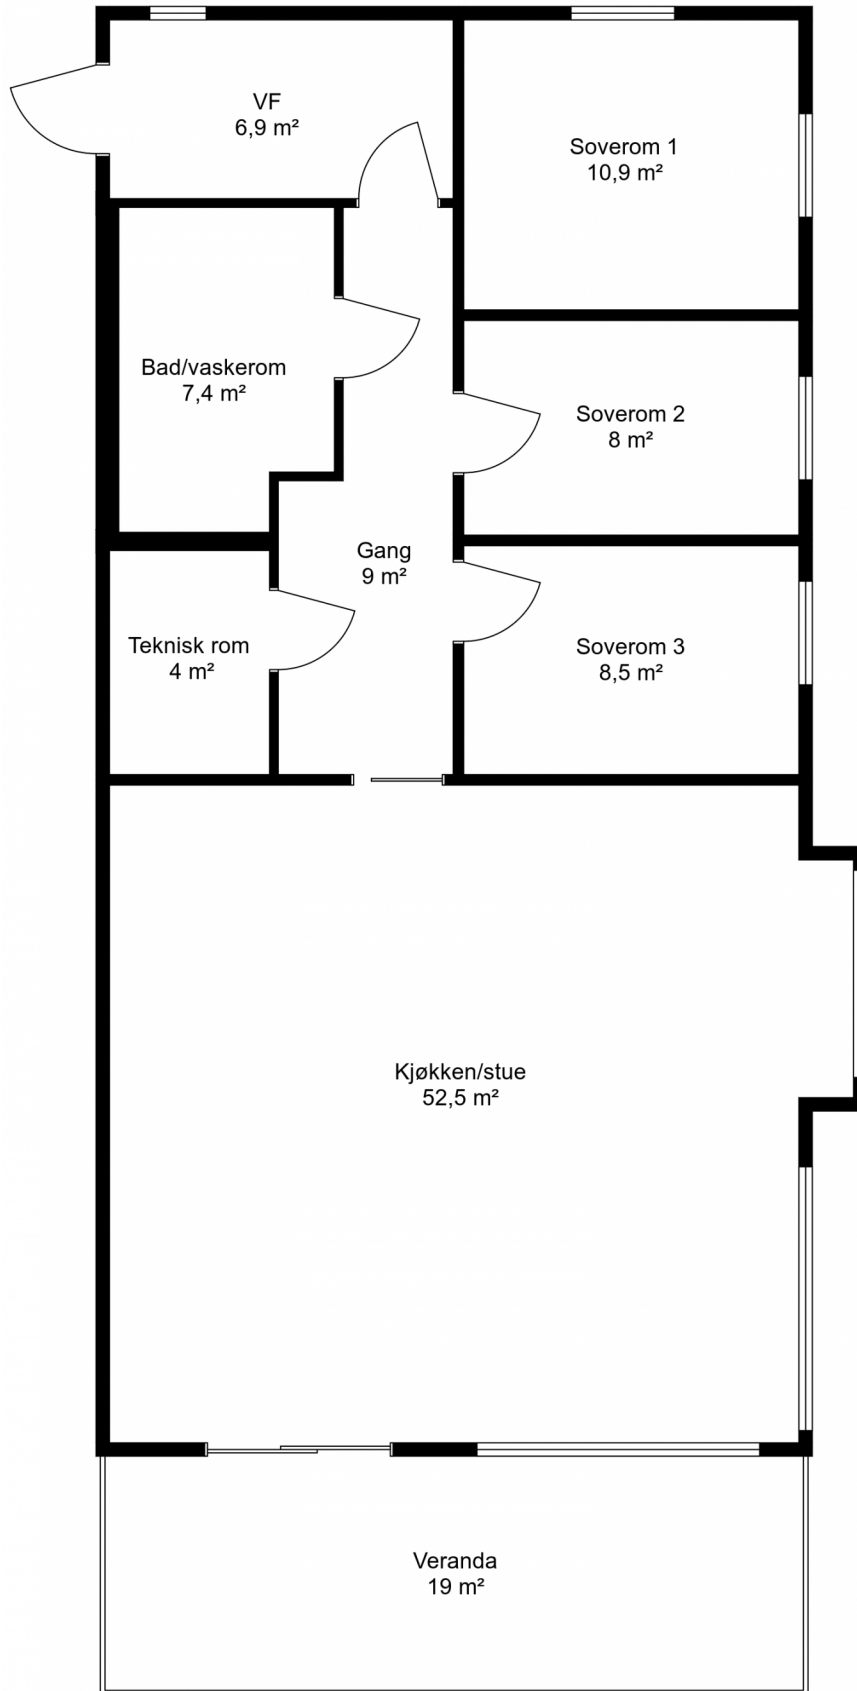 VF
6,9 m²
Soverom 1
10,9 m²
Bad/vaskerom
7,4 m²
Soverom 2
8 m²
Gang
9 m²
Teknisk rom
4 m²
Soverom 3
8,5 m²
Kjøkken/stue
52,5 m²
Veranda
19 m²